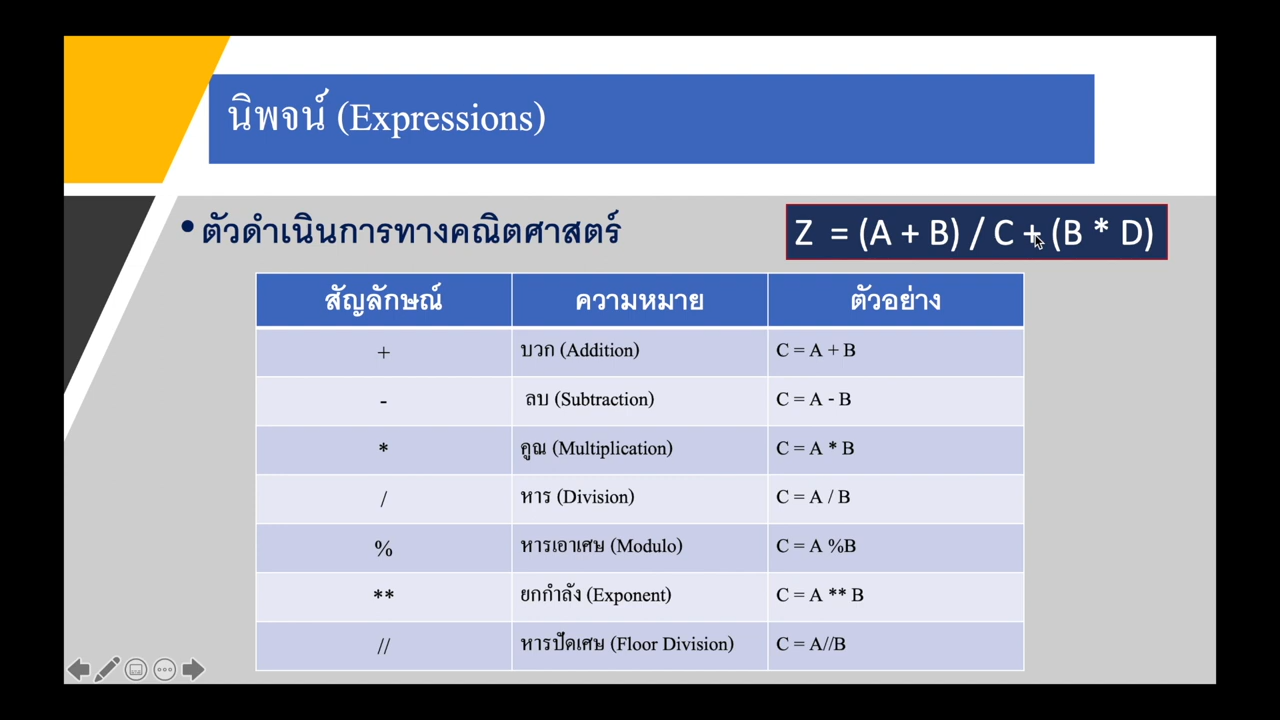 นิพจน์ (Expressions)
• ตัวดำเนินการทางคณิตศาสตร์
Z = (A + B) / C + (B * D)
สัญลักษณ์ ความหมาย ตัวอย่าง
+ บวก (Addition) C = A + B
- ลบ (Subtraction) C = A - B
* คูณ (Multiplication) C = A * B
/ หาร (Division) C = A / B
% หารเอาเศษ (Modulo) C = A %B
** ยกกำลัง (Exponent) C = A ** B
// หารปัดเศษ (Floor Division) C = A//B